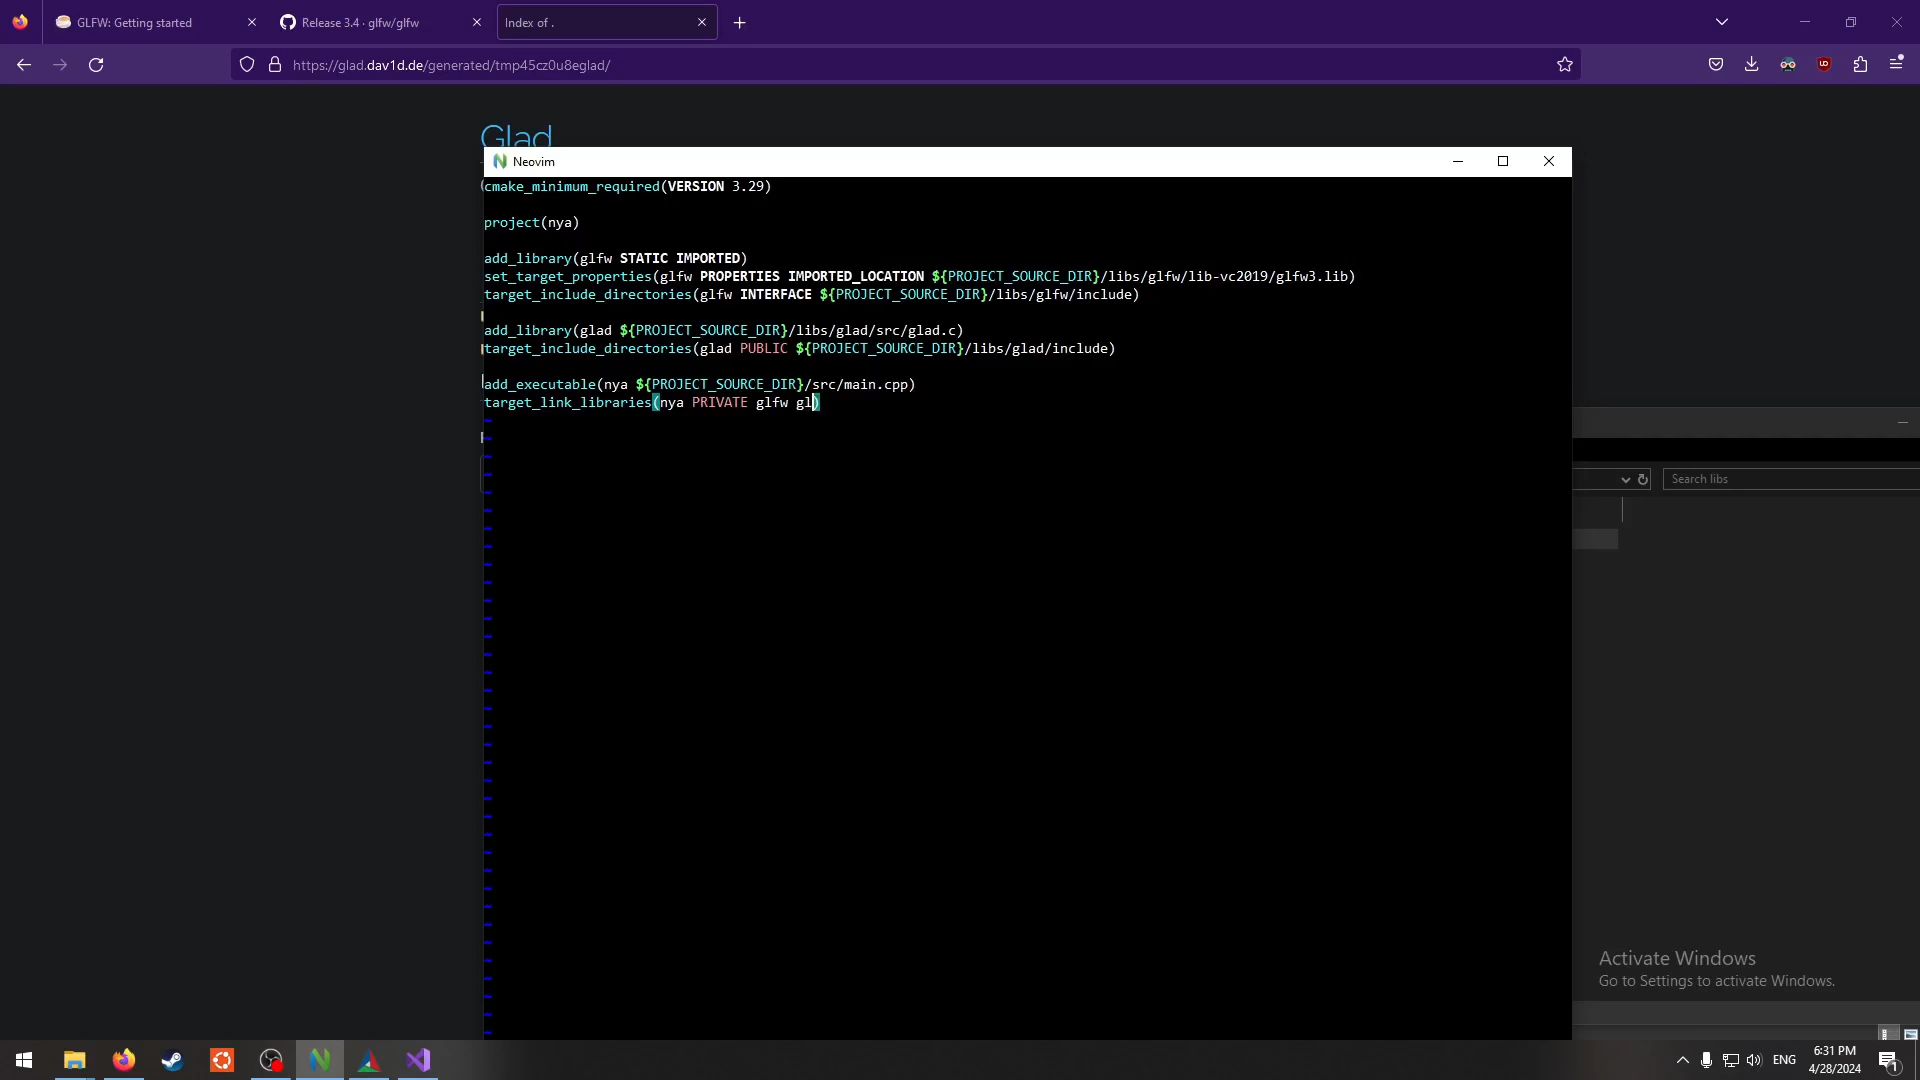 GLFW: Getting started
Release 3.4 · glfw/glfw
Index of .
https://glad.dav1d.de/generated/tmp45cz0u8eglad/
Glad
Neovim
cmake_minimum_required(VERSION 3.29)
project(nya)
add_library(glfw STATIC IMPORTED)
set_target_properties(glfw PROPERTIES IMPORTED_LOCATION ${PROJECT_SOURCE_DIR}/libs/glfw/lib-vc2019/glfw3.lib)
target_include_directories(glfw INTERFACE ${PROJECT_SOURCE_DIR}/libs/glfw/include)
add_library(glad ${PROJECT_SOURCE_DIR}/libs/glad/src/glad.c)
target_include_directories(glad PUBLIC ${PROJECT_SOURCE_DIR}/libs/glad/include)
add_executable(nya ${PROJECT_SOURCE_DIR}/src/main.cpp)
target_link_libraries(nya PRIVATE glfw gl)
Search libs
Activate Windows
Go to Settings to activate Windows.
ENG
6:31 PM
4/28/2024
1